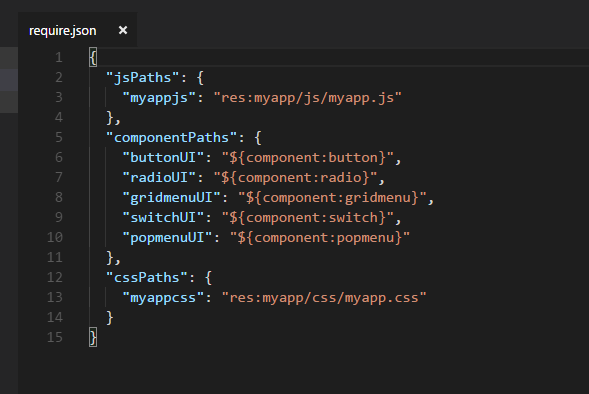 require.json ×
1 {
2 "jsPaths": {
3 "myappjs": "res:myapp/js/myapp.js"
4 },
5 "componentPaths": {
6 "buttonUI": "${component:button}",
7 "radioUI": "${component:radio}",
8 "gridmenuUI": "${component:gridmenu}",
9 "switchUI": "${component:switch}",
10 "popmenuUI": "${component:popmenu}"
11 },
12 "cssPaths": {
13 "myappcss": "res:myapp/css/myapp.css"
14 }
15 }